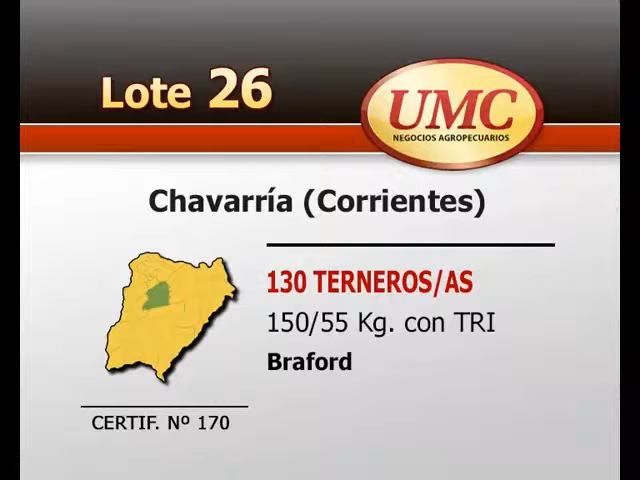 Lote 26
UMC
NEGOCIOS AGROPECUARIOS
Chavarría (Corrientes)
130 TERNEROS/AS
150/55 Kg. con TRI
Braford
CERTIF. Nº 170